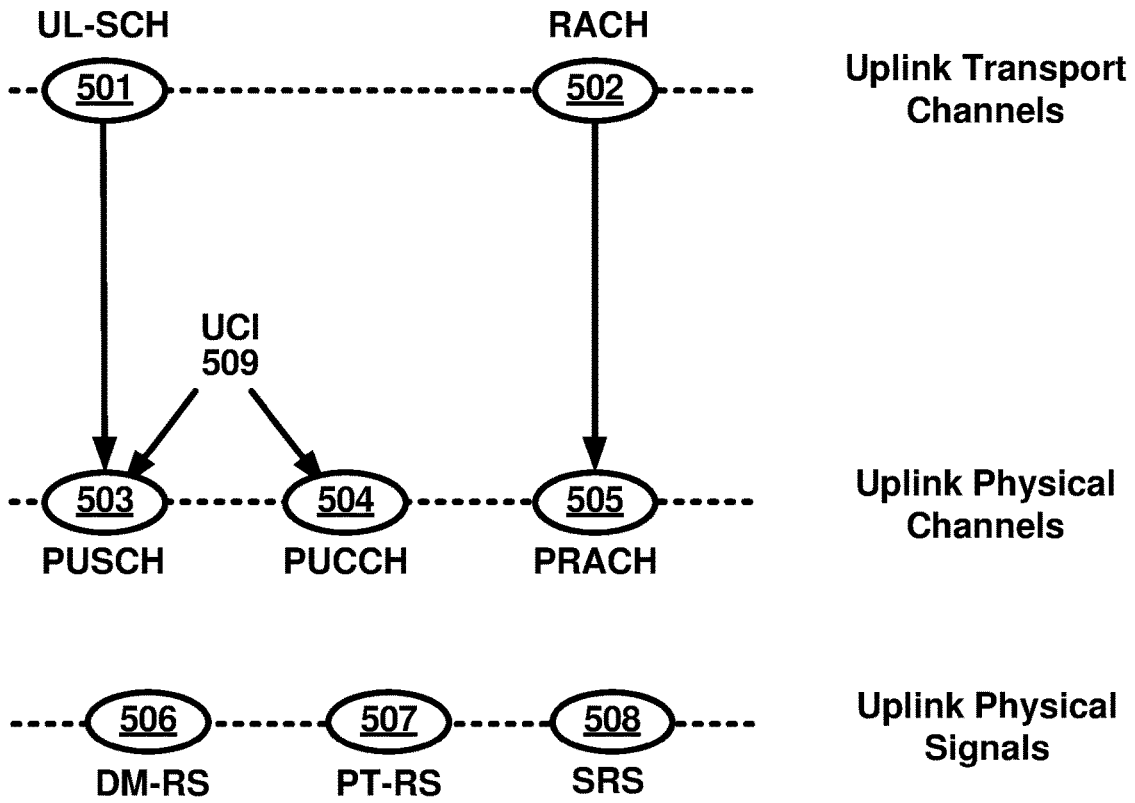 UL-SCH
RACH
501
502
Uplink Transport
Channels
UCI
509
503
504
505
Uplink Physical
Channels
PUSCH
PUCCH
PRACH
506
507
508
Uplink Physical
Signals
DM-RS
PT-RS
SRS